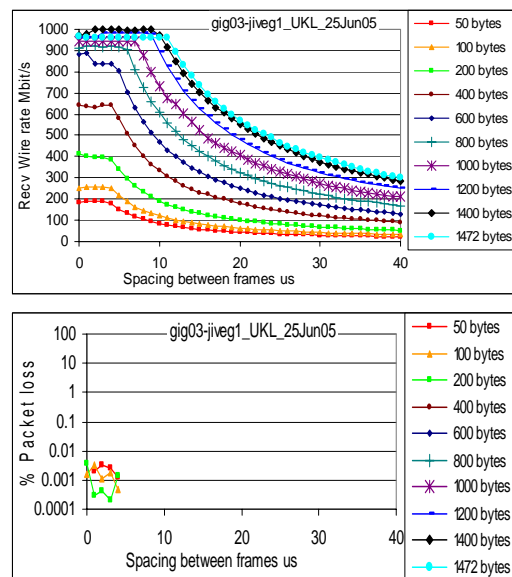 gig03-jiveg1_UKL_25Jun05
Recv Wire rate Mbit/s
1000
900
800
700
600
500
400
300
200
100
0
0 10 20 30 40
Spacing between frames us
50 bytes
100 bytes
200 bytes
400 bytes
600 bytes
800 bytes
1000 bytes
1200 bytes
1400 bytes
1472 bytes
gig03-jiveg1_UKL_25Jun05
% Packet loss
100
10
1
0.1
0.01
0.001
0.0001
0 10 20 30 40
Spacing between frames us
50 bytes
100 bytes
200 bytes
400 bytes
600 bytes
800 bytes
1000 bytes
1200 bytes
1400 bytes
1472 bytes